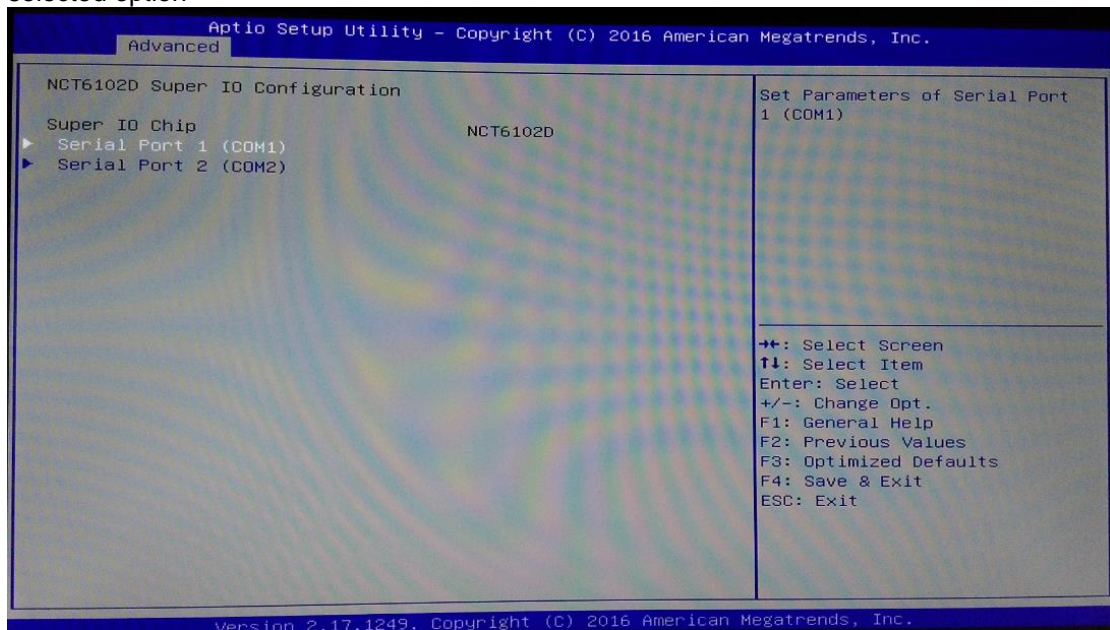 selected option
Aptio Setup Utility – Copyright (C) 2016 American Megatrends, Inc.
Advanced
NCT6102D Super IO Configuration
Super IO Chip NCT6102D
Serial Port 1 (COM1)
Serial Port 2 (COM2)
Set Parameters of Serial Port
1 (COM1)
→←: Select Screen
↑↓: Select Item
Enter: Select
+/-: Change Opt.
F1: General Help
F2: Previous Values
F3: Optimized Defaults
F4: Save & Exit
ESC: Exit
Version 2.17.1249. Copyright (C) 2016 American Megatrends, Inc.